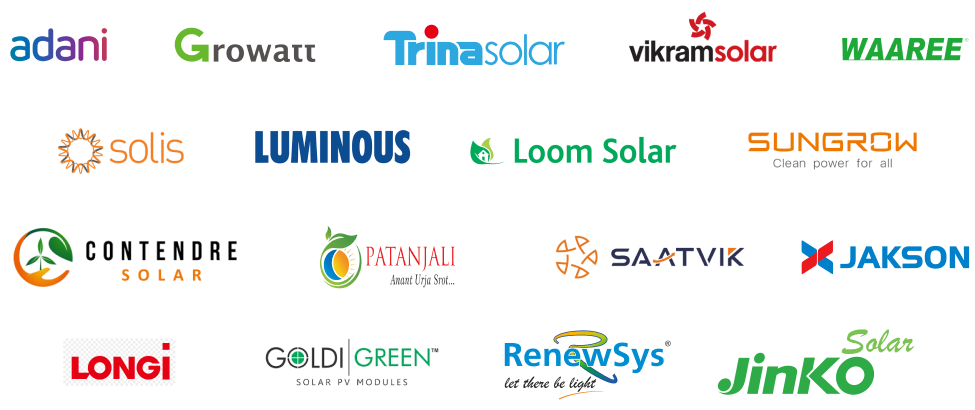 adani
Growatt
Trinasolar
vikramsolar
WAAREE
solis
LUMINOUS
Loom Solar
SUNGROW
Clean power for all
CONTENDRE
SOLAR
PATANJALI
Anant Urja Srot...
SAATVIK
JAKSON
LONGi
GOLDI GREEN™
SOLAR PV MODULES
RenewSys®
let there be light
Solar
JinKO